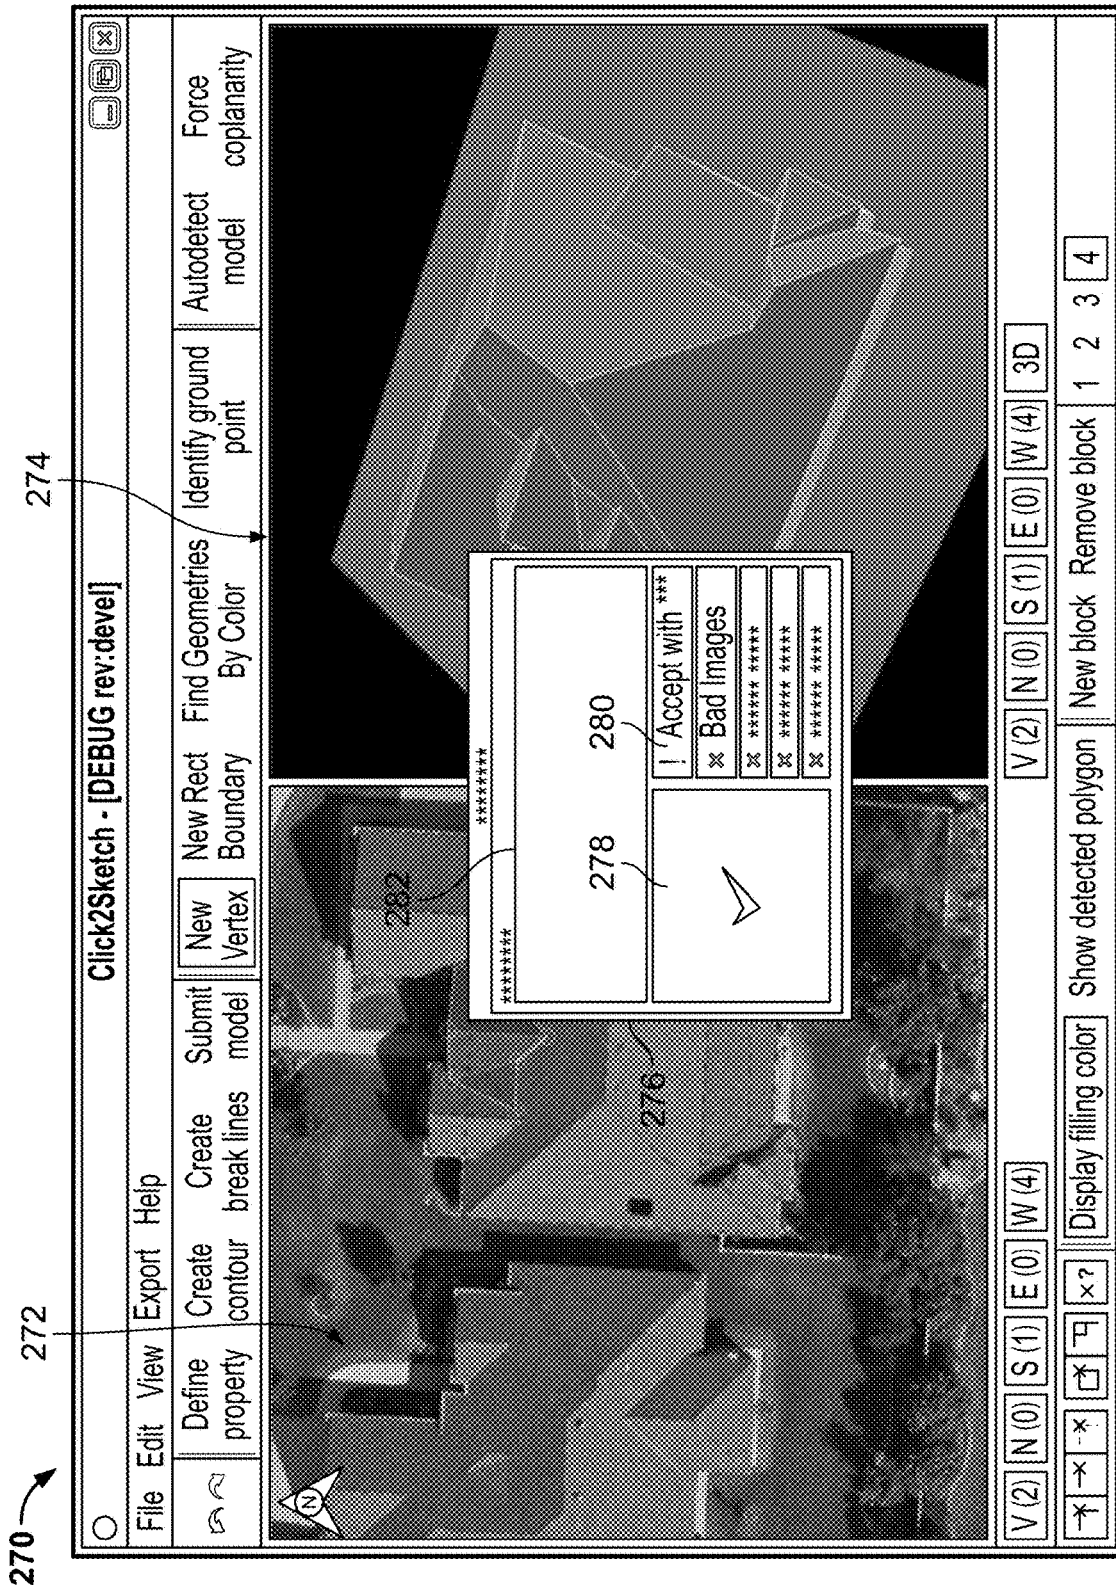 270
272
274
Click2Sketch - [DEBUG rev:devel]
File Edit View Export Help
Define property
Create contour
Create break lines
Submit model
New Vertex
New Rect Boundary
Find Geometries By Color
Identify ground point
Autodetect model
Force coplanarity
N
282
276
******** ********
278
280
! Accept with ***
Bad Images
****** *****
****** *****
****** *****
V (2) N (0) S (1) E (0) W (4)
V (2) N (0) S (1) E (0) W (4) 3D
×?
Display filling color Show detected polygon New block Remove block 1 2 3 4